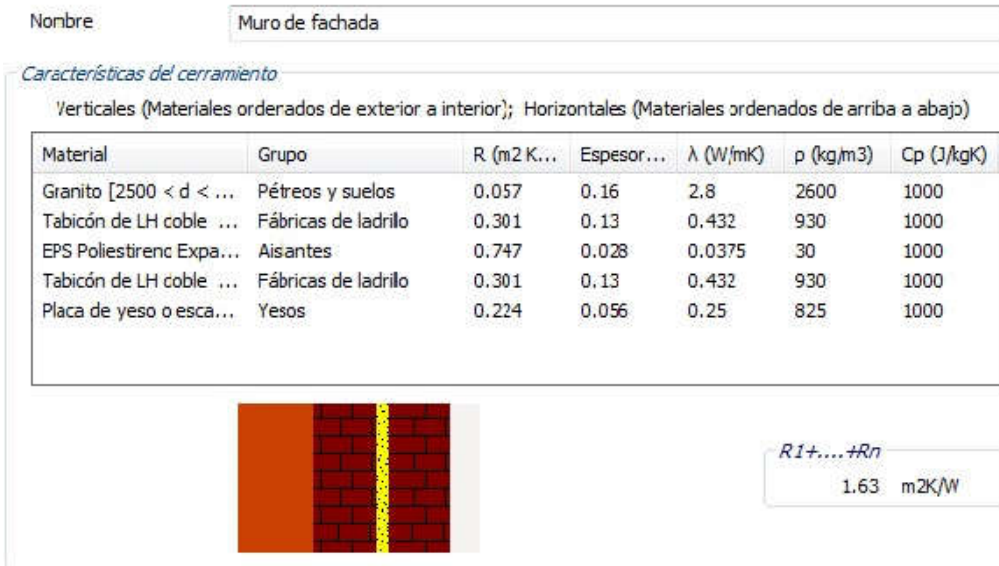 Nombre Muro de fachada
Características del cerramiento
Verticales (Materiales orderados de exterior a interior); Horizontales (Materiales ordenados de arriba a abajo)
Material Grupo R (m2 K... Espesor... λ (W/mK) ρ (kg/m3) Cp (J/kgK)
Granito [2500 < d < ... Pétreos y suelos 0.057 0.16 2.8 2600 1000
Tabicón de LH coble ... Fábricas de ladrillo 0.301 0.13 0.432 930 1000
EPS Poliestireno Expa... Aislantes 0.747 0.028 0.0375 30 1000
Tabicón de LH coble ... Fábricas de ladrillo 0.301 0.13 0.432 930 1000
Placa de yeso o esca... Yesos 0.224 0.056 0.25 825 1000
R1+....+Rn
1.63 m2K/W